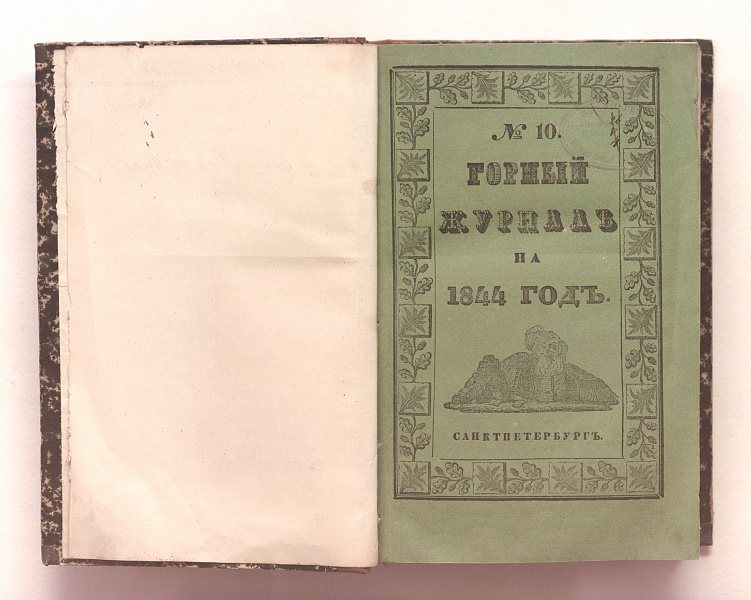 № 10.
ГОРНЫЙ
ЖУРНАЛЪ
НА
1844 ГОДЪ.
САНКТПЕТЕРБУРГЪ.